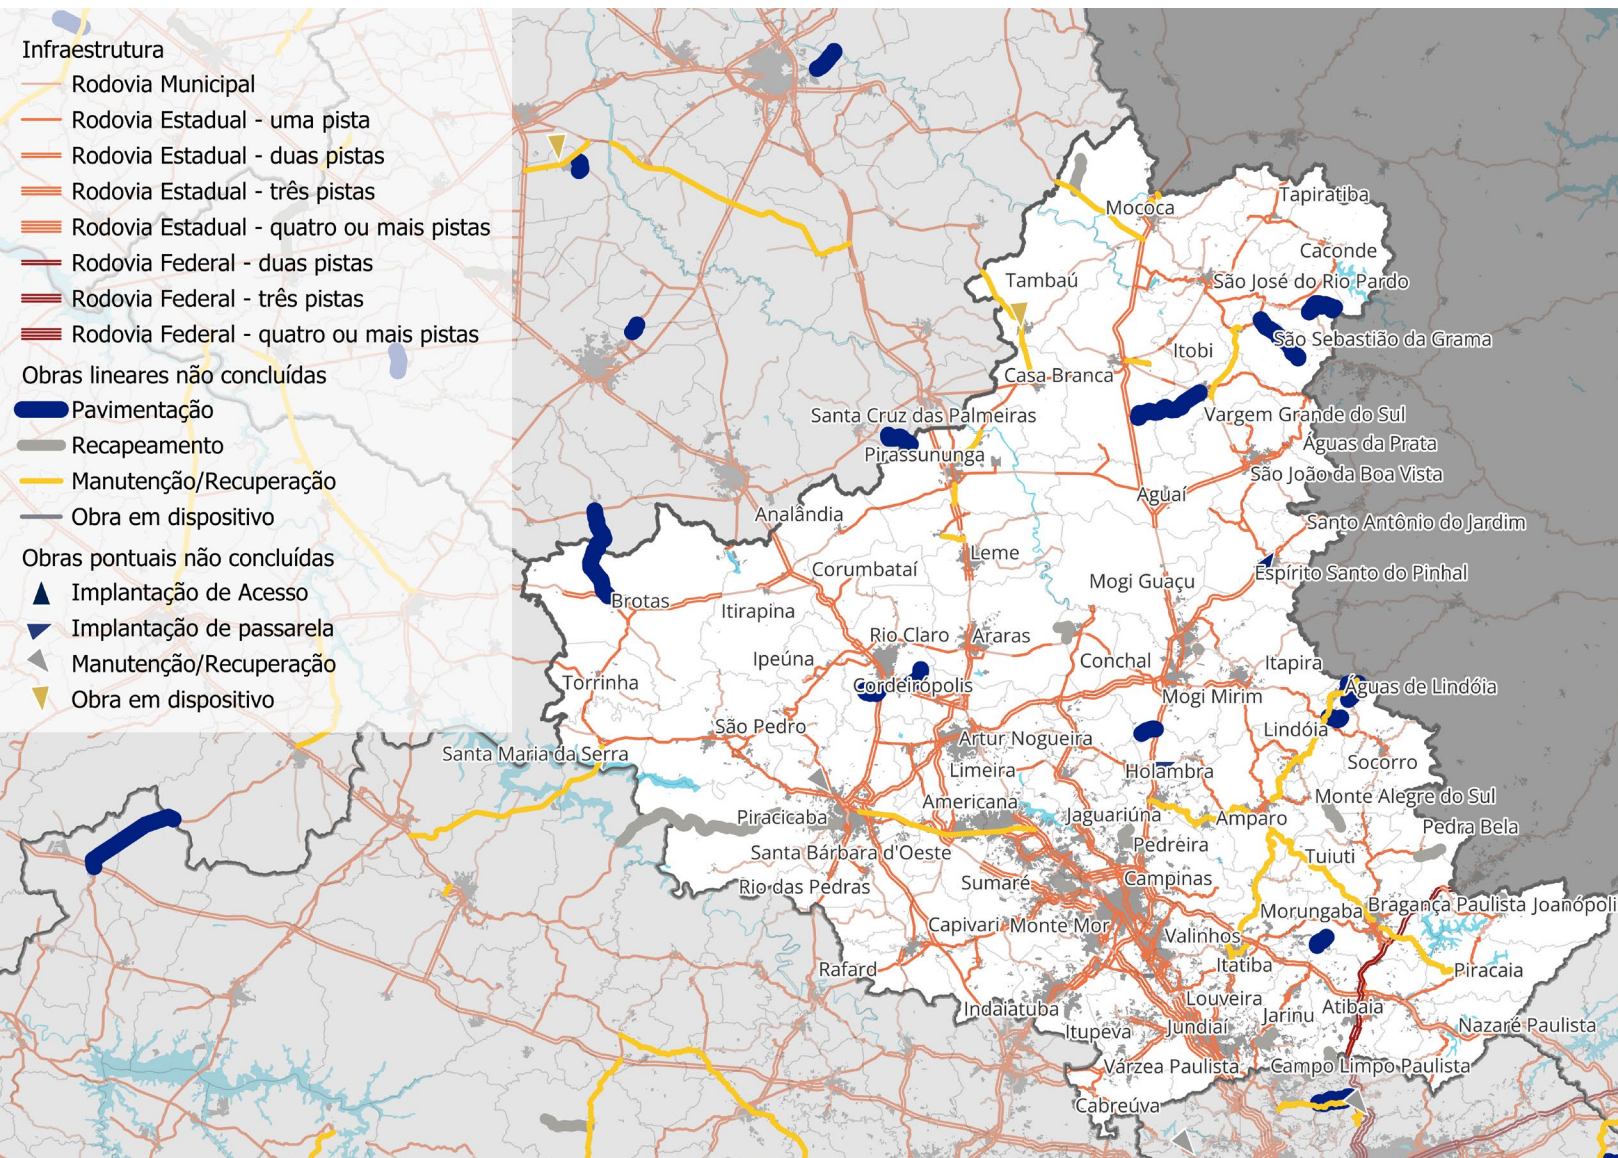 Infraestrutura
Rodovia Municipal
Rodovia Estadual - uma pista
Rodovia Estadual - duas pistas
Rodovia Estadual - três pistas
Rodovia Estadual - quatro ou mais pistas
Rodovia Federal - duas pistas
Rodovia Federal - três pistas
Rodovia Federal - quatro ou mais pistas
Obras lineares não concluídas
Pavimentação
Recapeamento
Manutenção/Recuperação
Obra em dispositivo
Obras pontuais não concluídas
Implantação de Acesso
Implantação de passarela
Manutenção/Recuperação
Obra em dispositivo
Tapiratiba
Mococa
Caconde
Tambaú
São José do Rio Pardo
São Sebastião da Grama
Itobi
Casa Branca
Santa Cruz das Palmeiras
Vargem Grande do Sul
Águas da Prata
Pirassununga
São João da Boa Vista
Aguaí
Analândia
Santo Antônio do Jardim
Leme
Corumbataí
Espírito Santo do Pinhal
Mogi Guaçu
Brotas
Itirapina
Rio Claro
Araras
Ipeúna
Conchal
Itapira
Torrinha
Cordeirópolis
Mogi Mirim
Águas de Lindóia
São Pedro
Artur Nogueira
Lindóia
Santa Maria da Serra
Limeira
Holambra
Socorro
Americana
Monte Alegre do Sul
Piracicaba
Jaguariúna
Amparo
Pedra Bela
Pedreira
Santa Bárbara d'Oeste
Tuiuti
Rio das Pedras
Sumaré
Campinas
Morungaba
Bragança Paulista
Joanópoli
Capivari
Monte Mor
Valinhos
Rafard
Itatiba
Piracaia
Louveira
Indaiatuba
Jarinu
Atibaia
Itupeva
Jundiaí
Nazaré Paulista
Várzea Paulista
Campo Limpo Paulista
Cabreúva